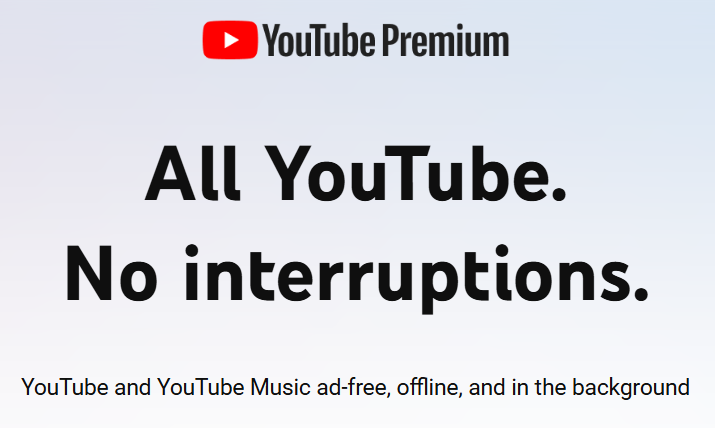 YouTube Premium
All YouTube.
No interruptions.
YouTube and YouTube Music ad-free, offline, and in the background